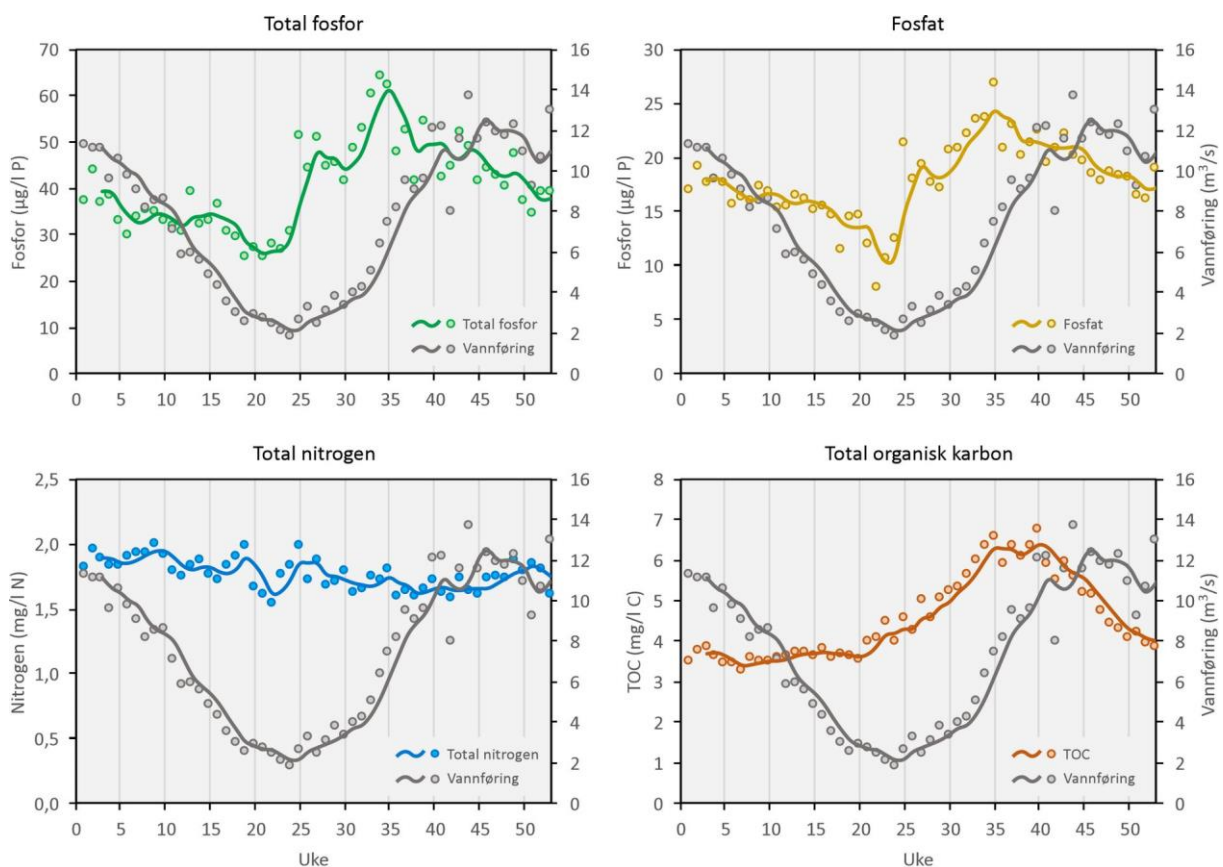 Total fosfor
Fosfor (µg/l P)
70
60
50
40
30
20
10
0
16
14
12
10
8
6
4
2
0
Total fosfor
Vannføring
0 5 10 15 20 25 30 35 40 45 50
Fosfat
Fosfor (µg/l P)
30
25
20
15
10
5
0
16
14
12
10
8
6
4
2
0
Vannføring (m³/s)
Fosfat
Vannføring
0 5 10 15 20 25 30 35 40 45 50
Total nitrogen
Nitrogen (mg/l N)
2,5
2,0
1,5
1,0
0,5
0,0
16
14
12
10
8
6
4
2
0
Total nitrogen
Vannføring
0 5 10 15 20 25 30 35 40 45 50
Uke
Total organisk karbon
TOC (mg/l C)
8
7
6
5
4
3
2
1
0
16
14
12
10
8
6
4
2
0
Vannføring (m³/s)
TOC
Vannføring
0 5 10 15 20 25 30 35 40 45 50
Uke